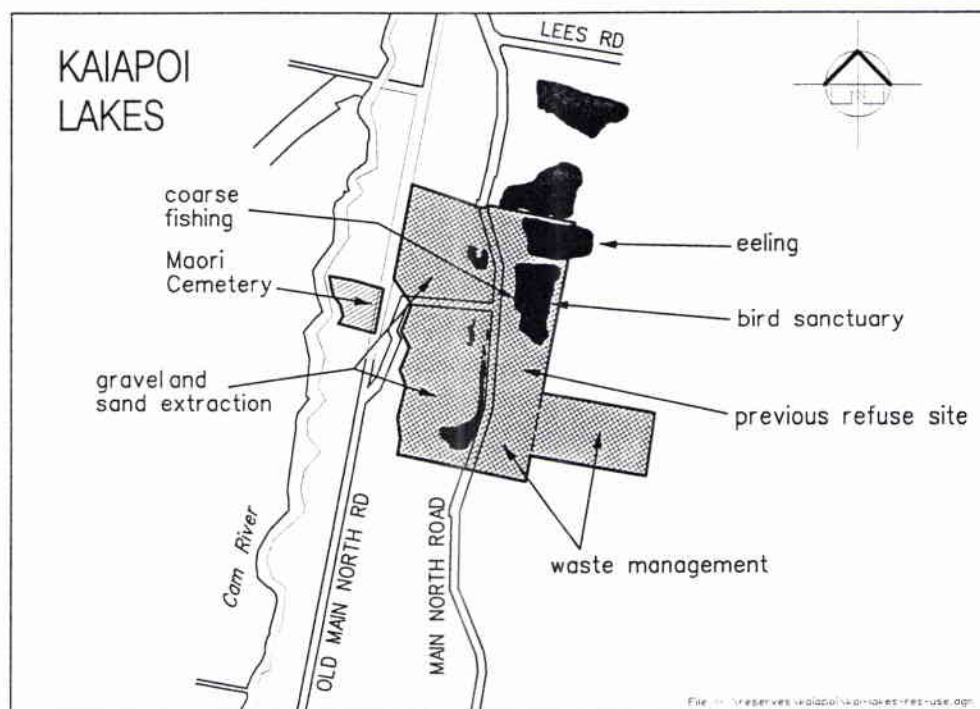 KAIAPOI
LAKES
LEES RD
coarse
fishing
Maori
Cemetery
eeling
bird sanctuary
gravel and
sand extraction
previous refuse site
waste management
Cam River
OLD MAIN NORTH RD
MAIN NORTH ROAD
File